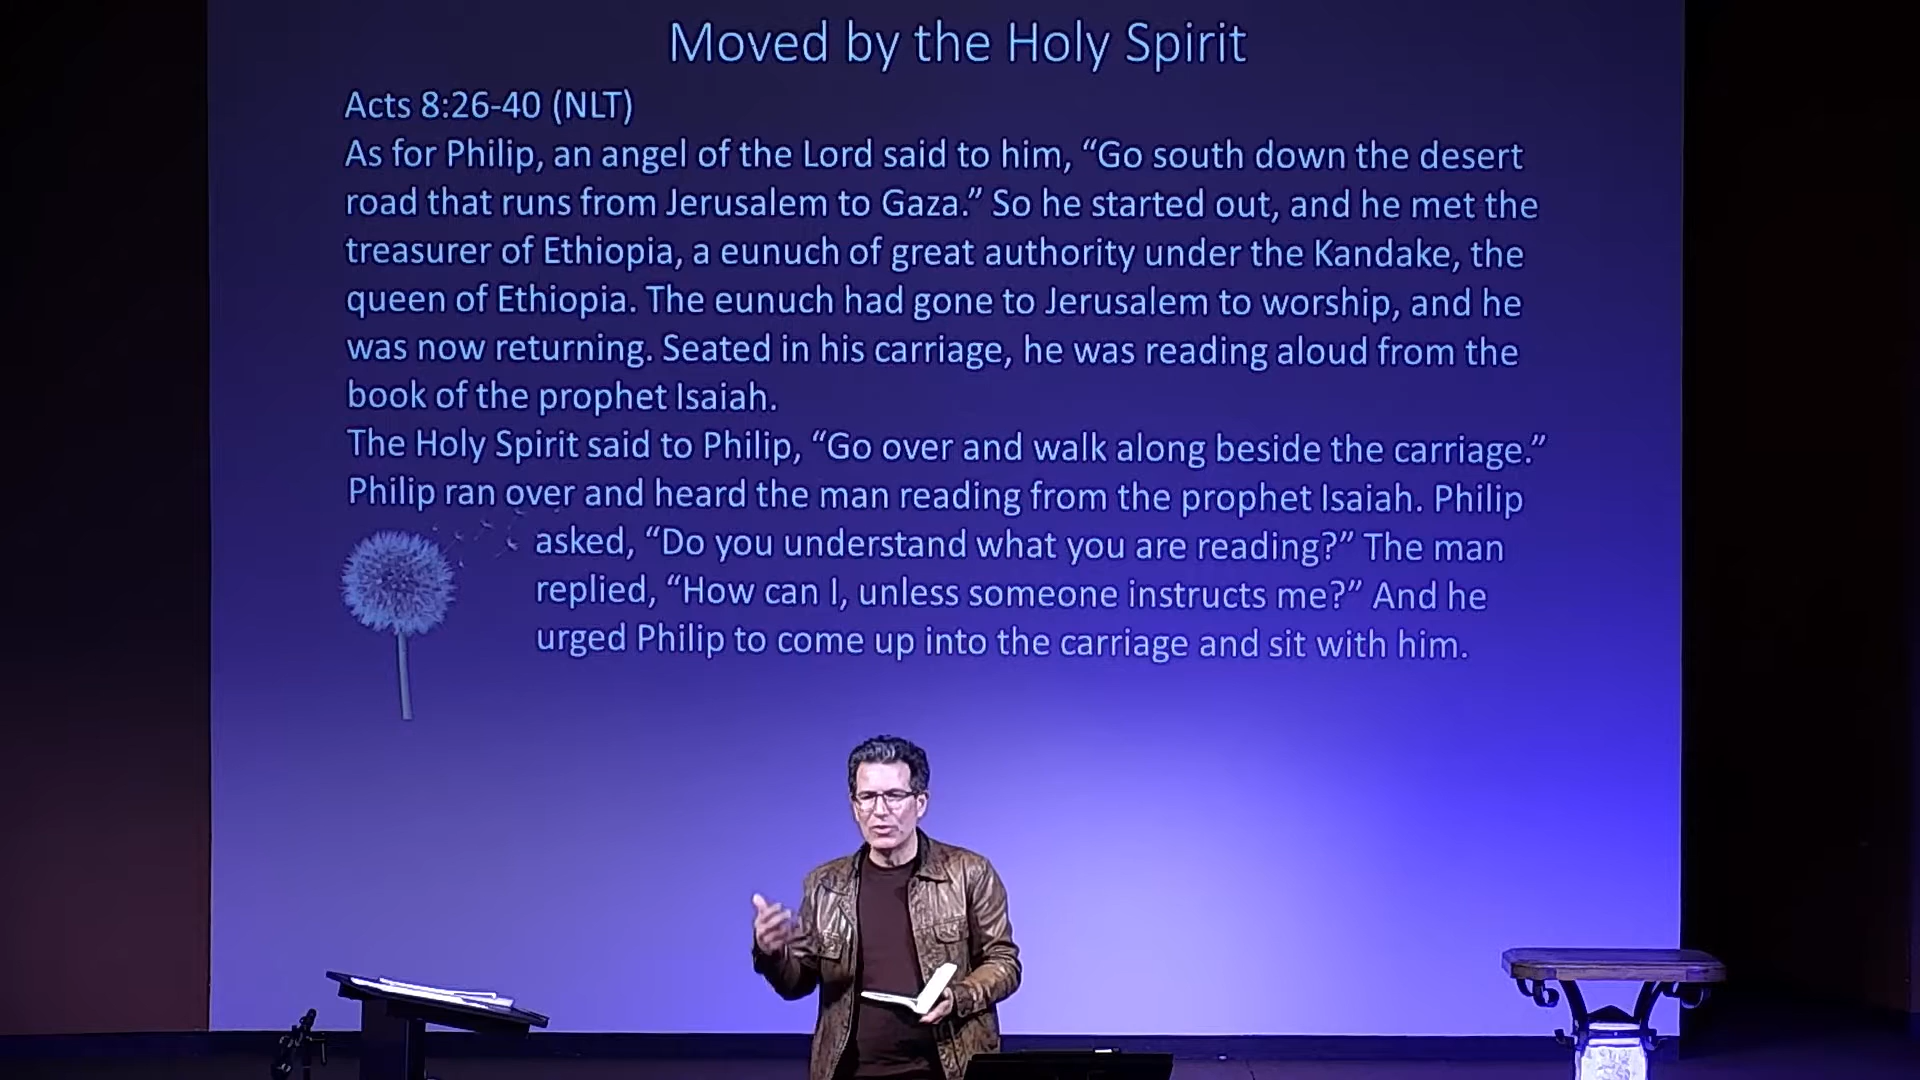 Moved by the Holy Spirit
Acts 8:26-40 (NLT)
As for Philip, an angel of the Lord said to him, “Go south down the desert
road that runs from Jerusalem to Gaza.” So he started out, and he met the
treasurer of Ethiopia, a eunuch of great authority under the Kandake, the
queen of Ethiopia. The eunuch had gone to Jerusalem to worship, and he
was now returning. Seated in his carriage, he was reading aloud from the
book of the prophet Isaiah.
The Holy Spirit said to Philip, “Go over and walk along beside the carriage.”
Philip ran over and heard the man reading from the prophet Isaiah. Philip
asked, “Do you understand what you are reading?” The man
replied, “How can I, unless someone instructs me?” And he
urged Philip to come up into the carriage and sit with him.